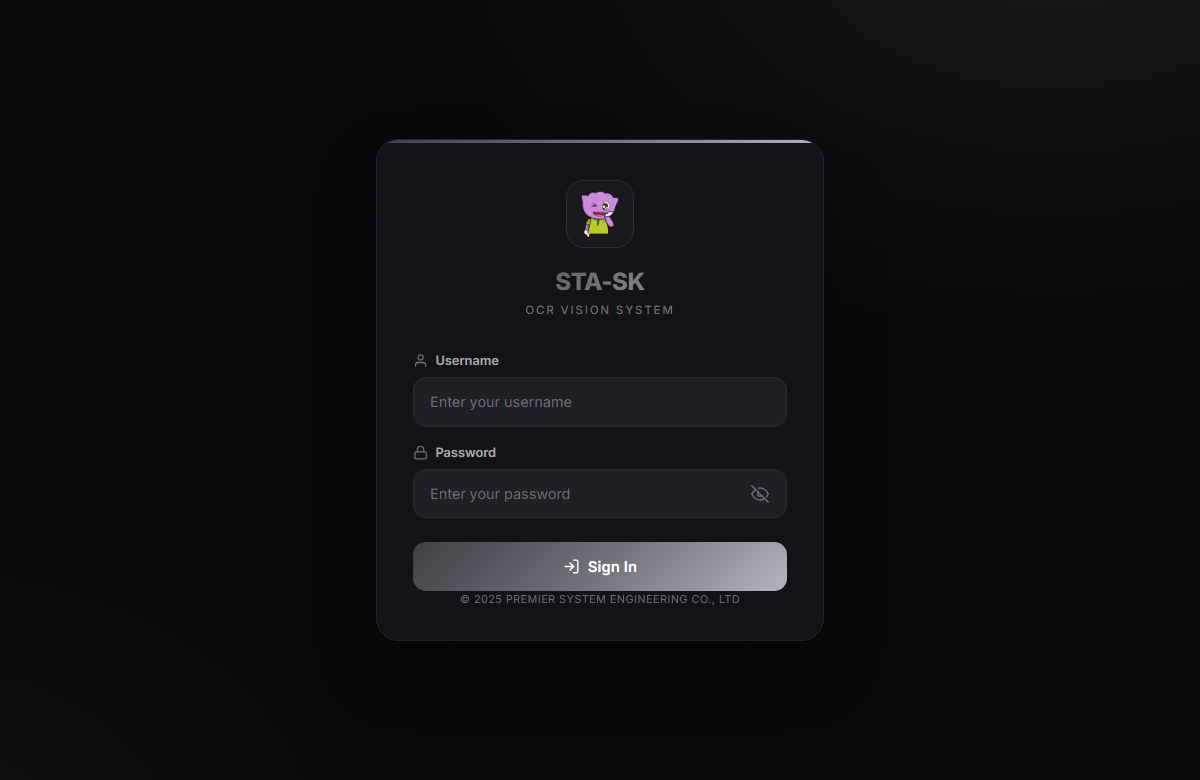 STA-SK
OCR VISION SYSTEM
Username
Enter your username
Password
Enter your password
Sign In
© 2025 PREMIER SYSTEM ENGINEERING CO., LTD